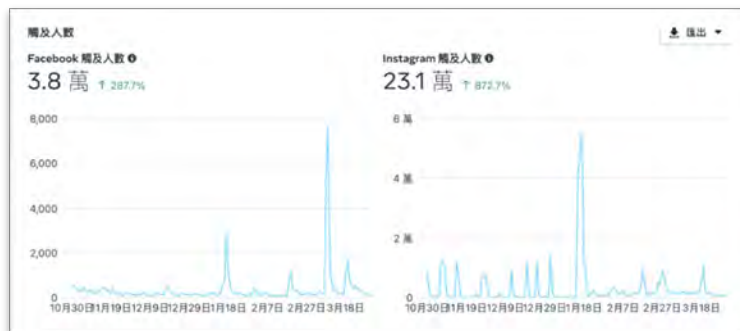 觸及人數
匯出
Facebook 觸及人數
3.8 萬 ↑ 287.7%
8,000
6,000
4,000
2,000
0
10月30日 11月19日 12月9日 12月29日 1月18日 2月7日 2月27日 3月18日
Instagram 觸及人數
23.1 萬 ↑ 872.7%
6 萬
4 萬
2 萬
0
10月30日 11月19日 12月9日 12月29日 1月18日 2月7日 2月27日 3月18日